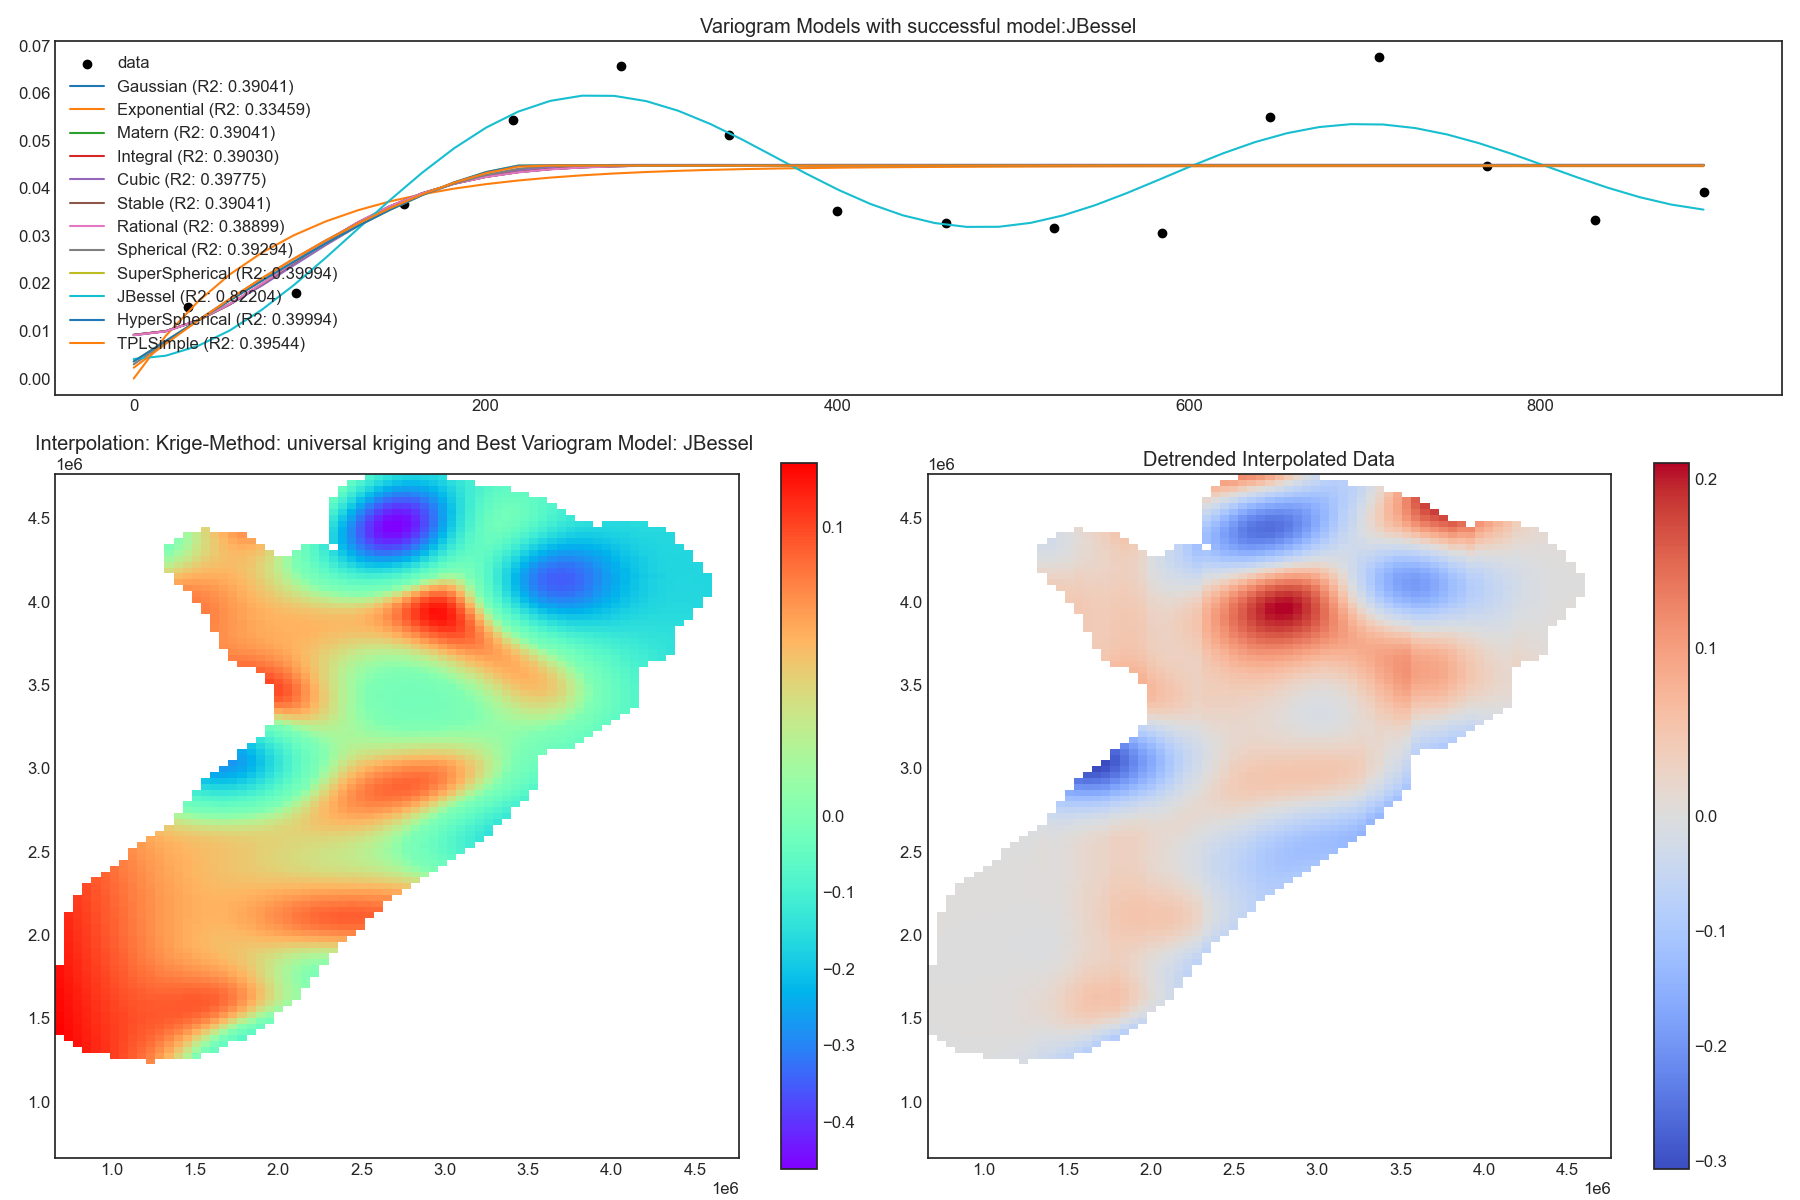 Variogram Models with successful model:JBessel
0.07
0.06
0.05
0.04
0.03
0.02
0.01
0.00
data
Gaussian (R2: 0.39041)
Exponential (R2: 0.33459)
Matern (R2: 0.39041)
Integral (R2: 0.39030)
Cubic (R2: 0.39775)
Stable (R2: 0.39041)
Rational (R2: 0.38899)
Spherical (R2: 0.39294)
SuperSpherical (R2: 0.39994)
JBessel (R2: 0.82204)
HyperSpherical (R2: 0.39994)
TPLSimple (R2: 0.39544)
0 200 400 600 800
Interpolation: Krige-Method: universal kriging and Best Variogram Model: JBessel
1e6
4.5
4.0
3.5
3.0
2.5
2.0
1.5
1.0
1.0 1.5 2.0 2.5 3.0 3.5 4.0 4.5
1e6
0.1
0.0
−0.1
−0.2
−0.3
−0.4
Detrended Interpolated Data
1e6
4.5
4.0
3.5
3.0
2.5
2.0
1.5
1.0
1.0 1.5 2.0 2.5 3.0 3.5 4.0 4.5
1e6
0.2
0.1
0.0
−0.1
−0.2
−0.3